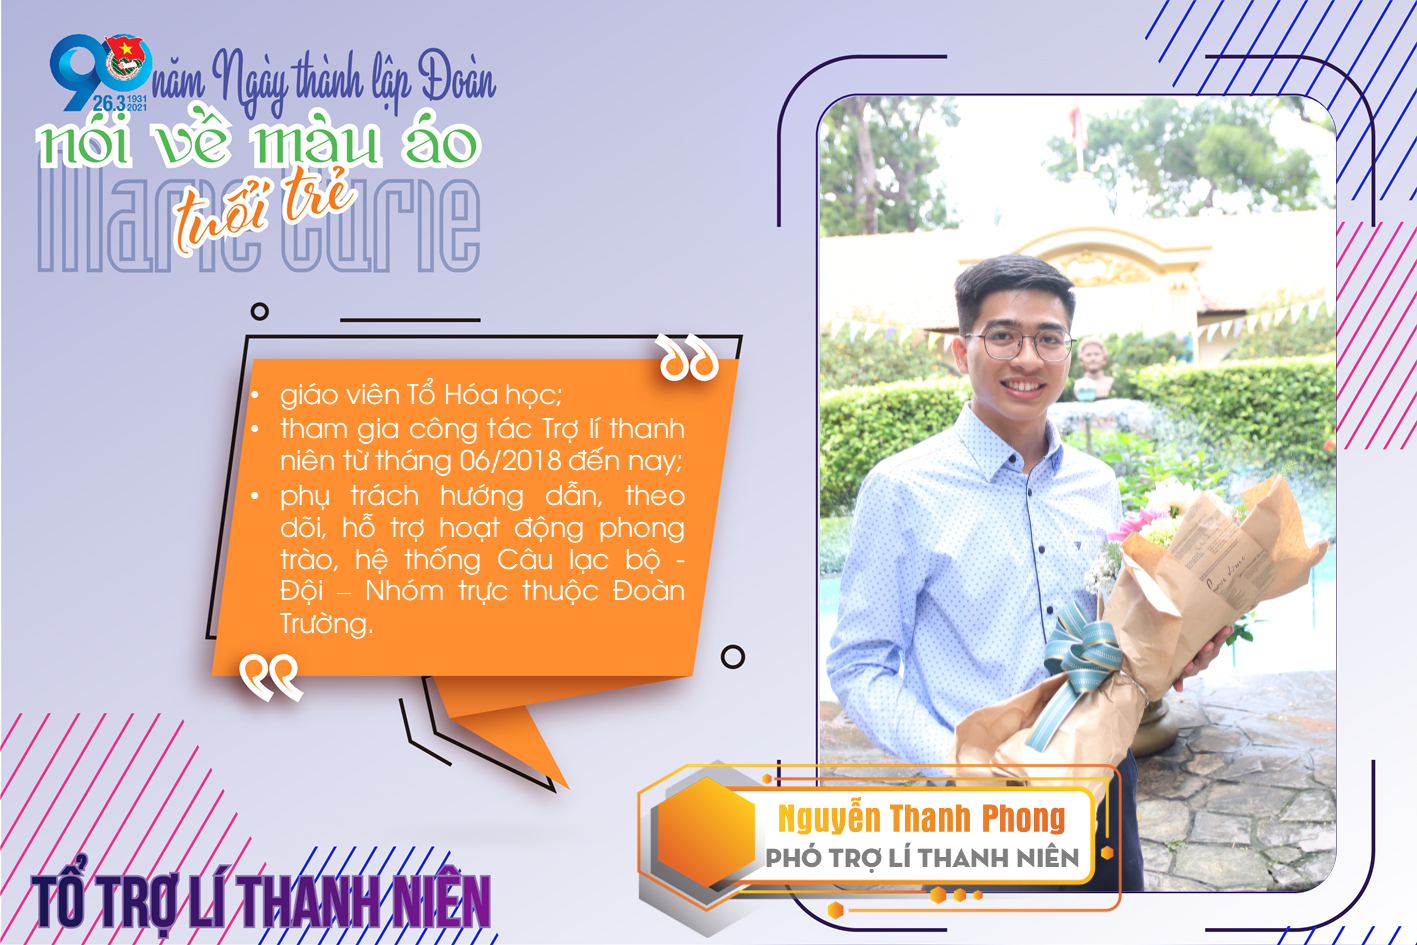 90 năm Ngày thành lập Đoàn
26.3 1931 2021
nói về màu áo
tuổi trẻ
Marie Curie
• giáo viên Tổ Hóa học;
• tham gia công tác Trợ lí thanh
niên từ tháng 06/2018 đến nay;
• phụ trách hướng dẫn, theo
dõi, hỗ trợ hoạt động phong
trào, hệ thống Câu lạc bộ -
Đội – Nhóm trực thuộc Đoàn
Trường.
Nguyễn Thanh Phong
PHÓ TRỢ LÍ THANH NIÊN
TỔ TRỢ LÍ THANH NIÊN